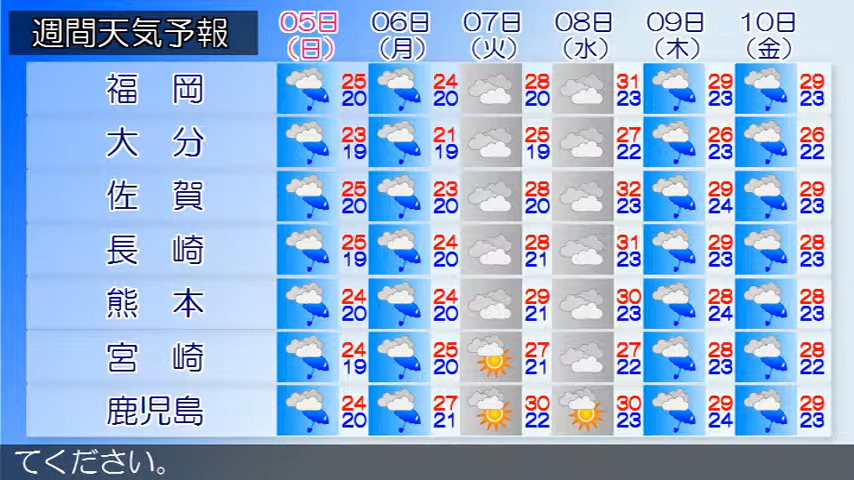 週間天気予報 05日 06日 07日 08日 09日 10日
(日) (月) (火) (水) (木) (金)
福岡 25 24 28 31 29 29
20 20 20 23 23 23
大分 23 21 25 27 26 26
19 19 19 22 23 22
佐賀 25 23 28 32 29 29
20 20 20 23 24 23
長崎 25 24 28 31 29 28
19 20 21 23 23 23
熊本 24 24 29 30 28 28
20 20 21 23 24 23
宮崎 24 25 27 27 28 28
19 20 21 22 23 22
鹿児島 24 27 30 30 29 29
20 21 22 23 24 23
てください。